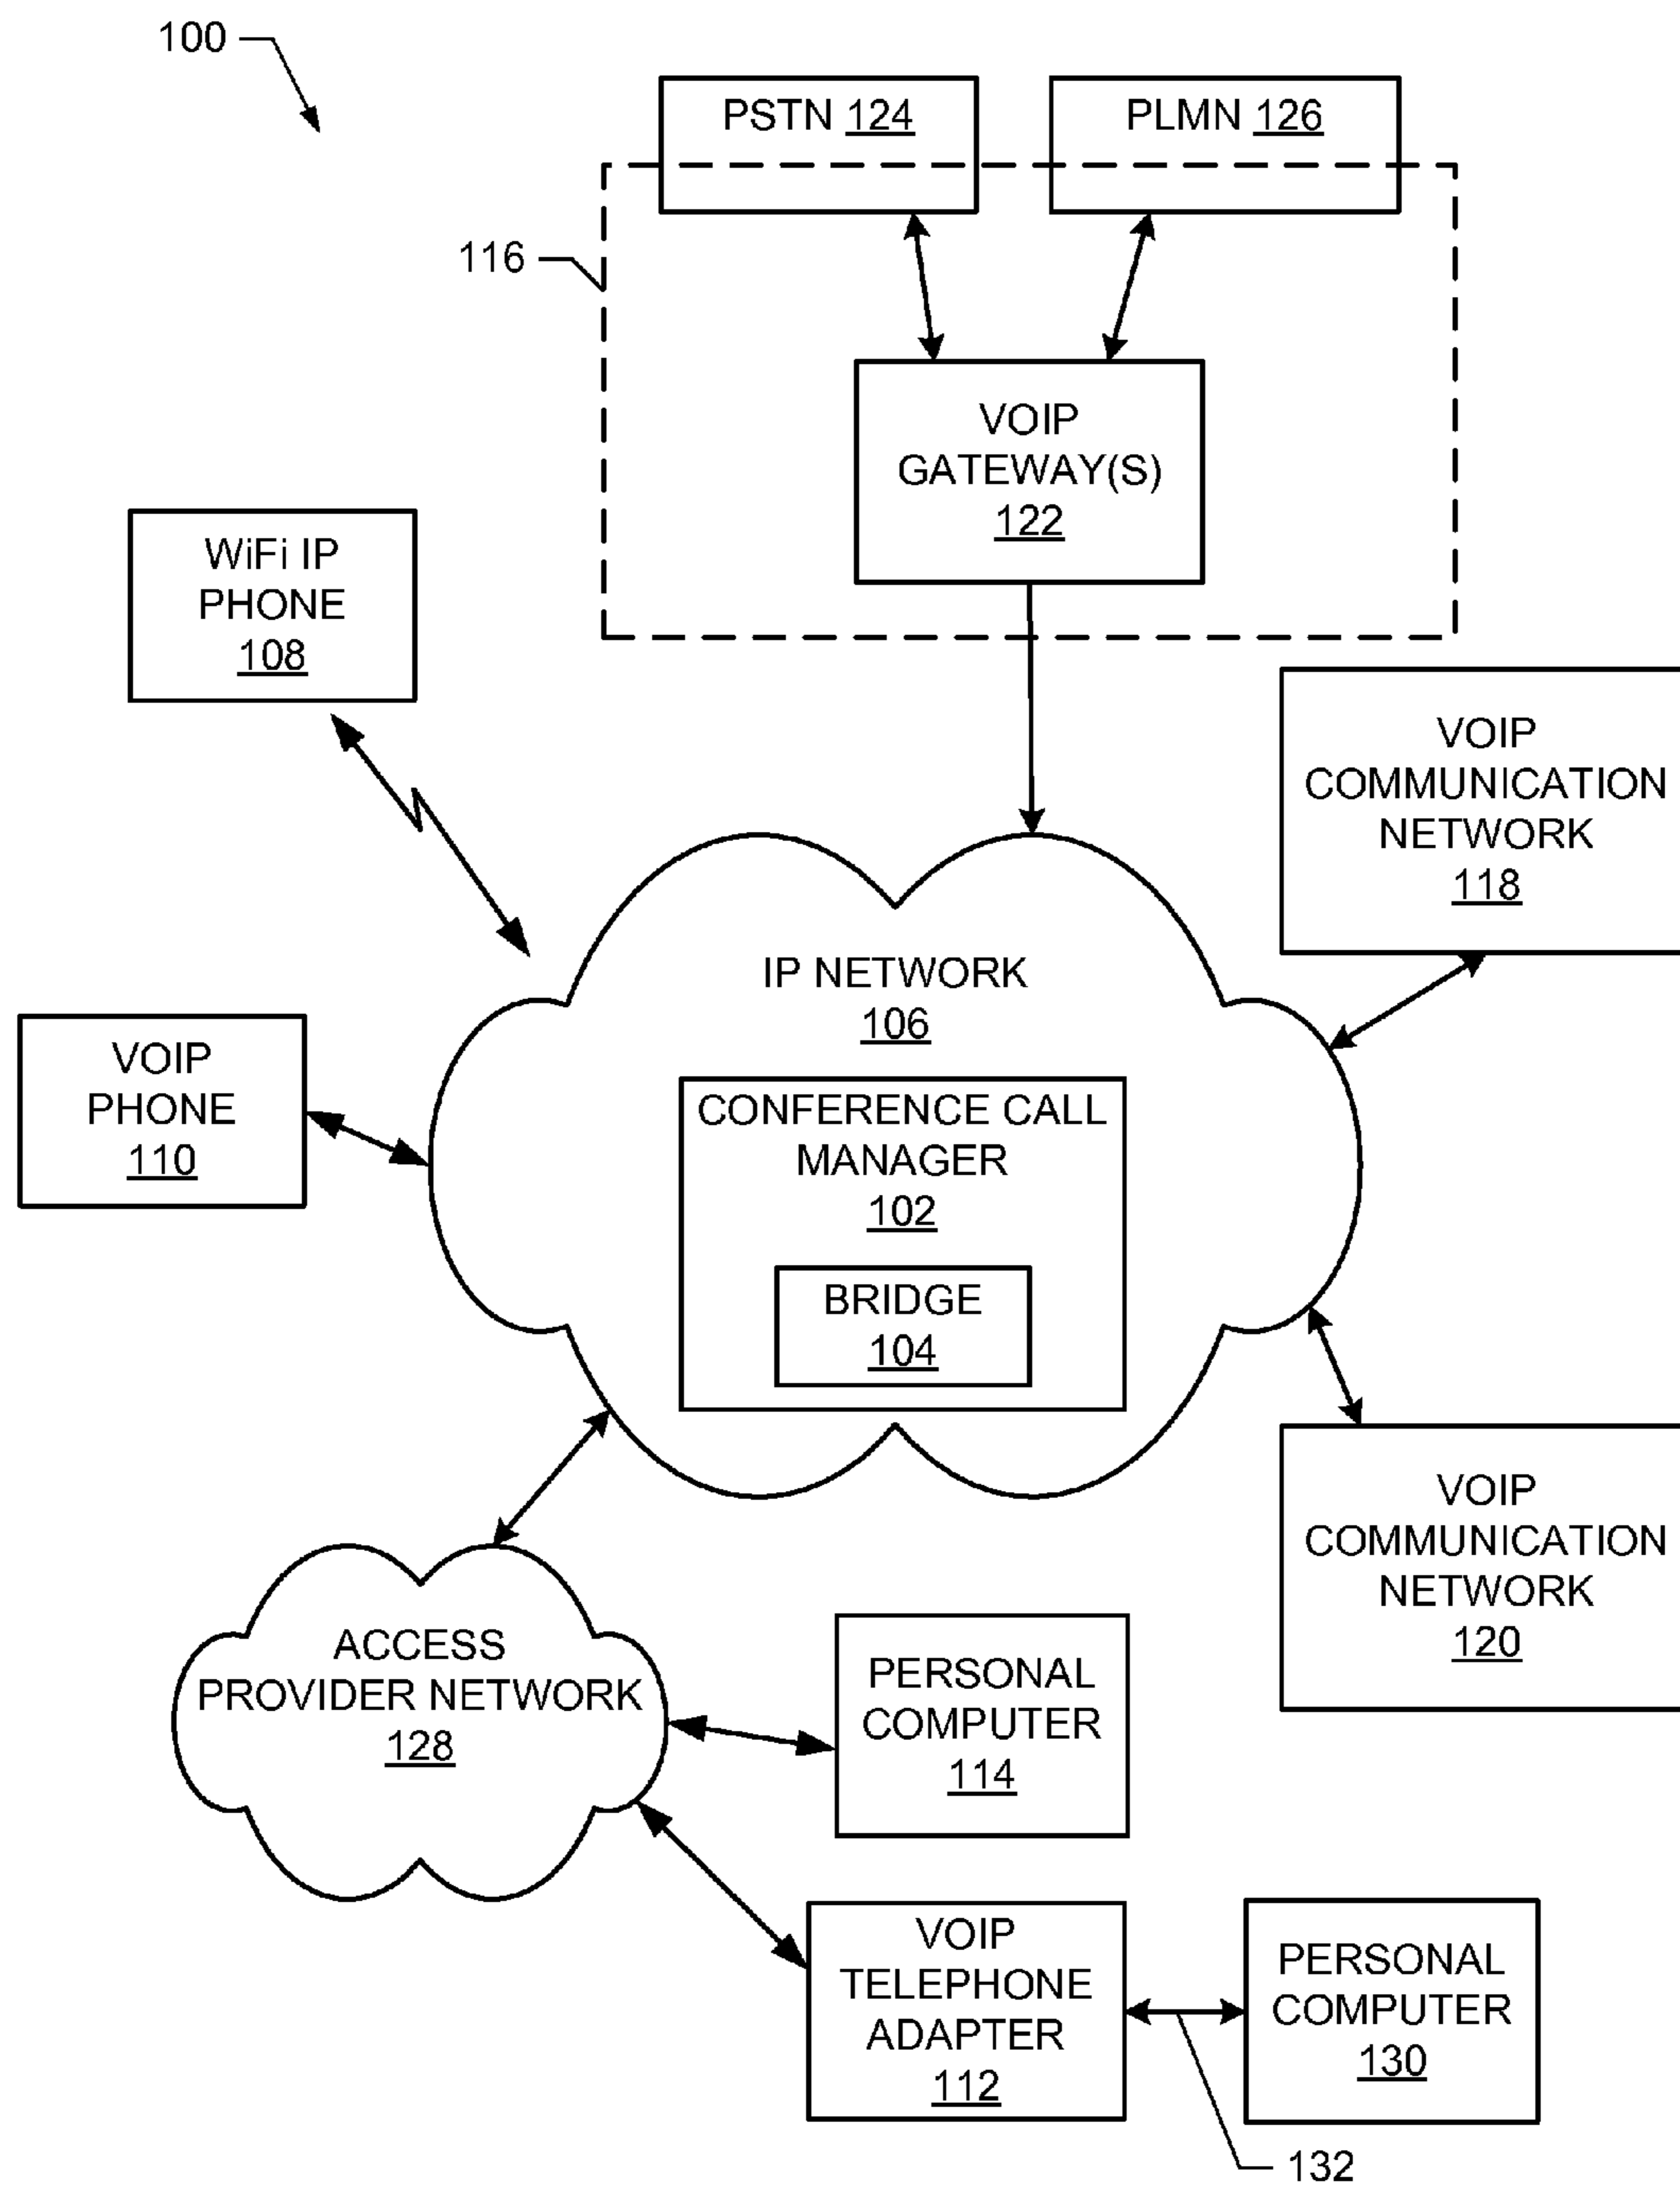 100
PSTN 124
PLMN 126
116
VOIP
GATEWAY(S)
122
WiFi IP
PHONE
108
VOIP
COMMUNICATION
NETWORK
118
IP NETWORK
106
VOIP
PHONE
110
CONFERENCE CALL
MANAGER
102
BRIDGE
104
VOIP
COMMUNICATION
NETWORK
120
ACCESS
PROVIDER NETWORK
128
PERSONAL
COMPUTER
114
VOIP
TELEPHONE
ADAPTER
112
PERSONAL
COMPUTER
130
132